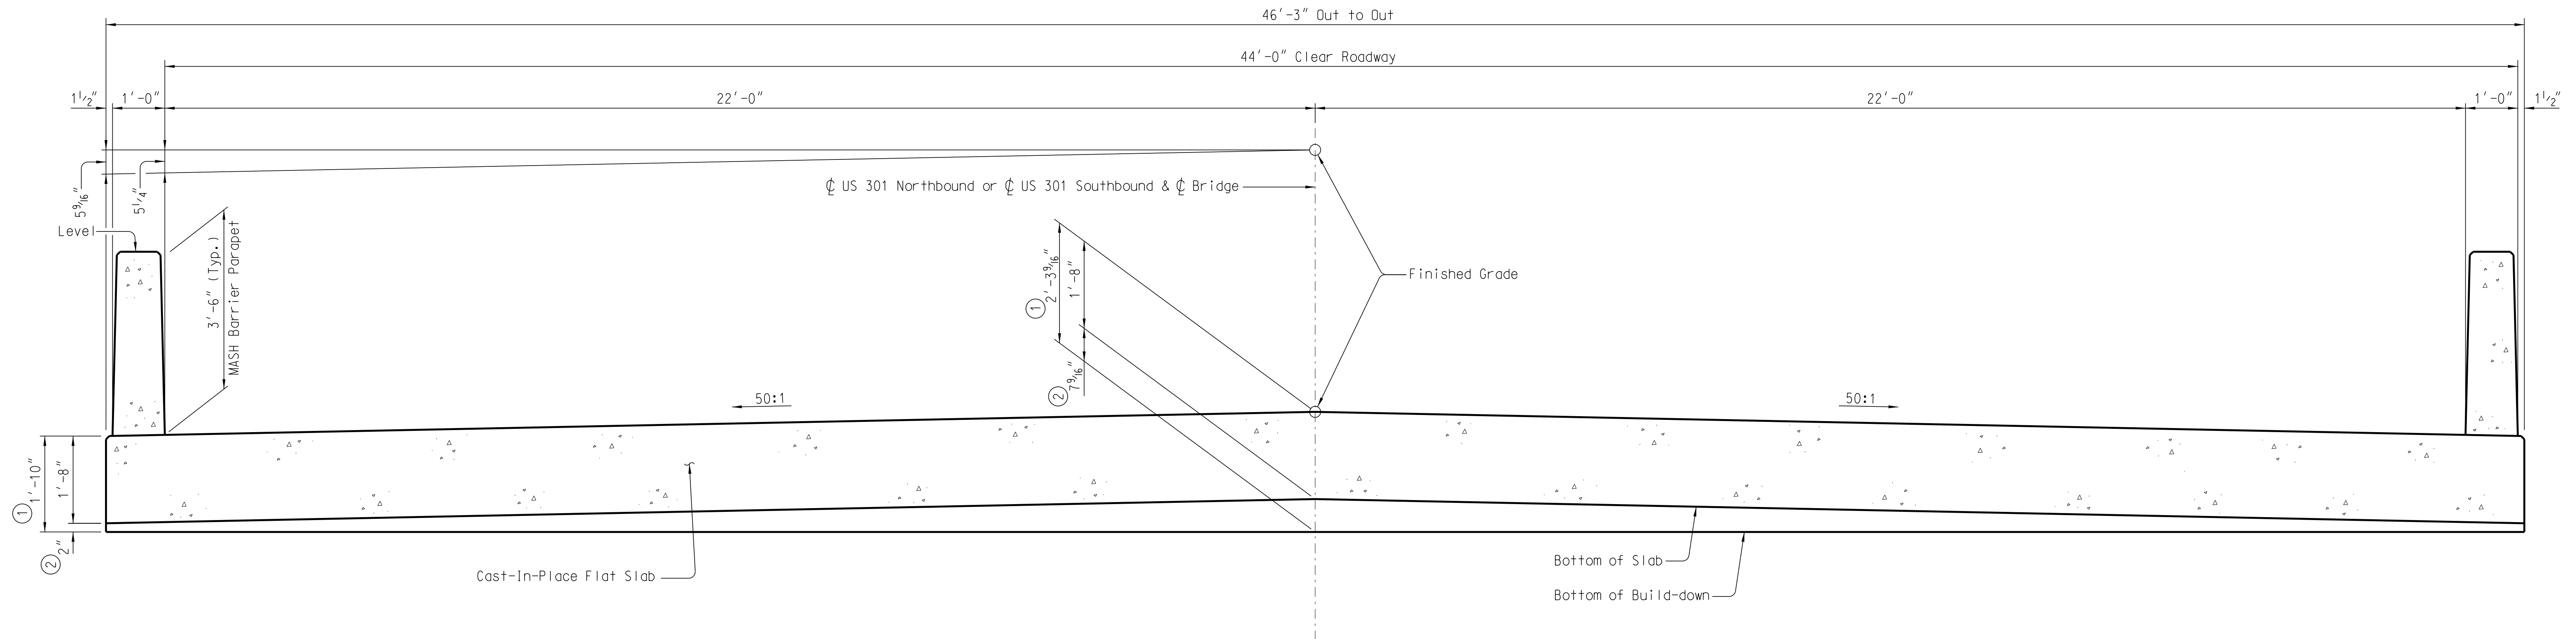 46'-3" Out to Out
44'-0" Clear Roadway
1 1/2"
1'-0"
22'-0"
22'-0"
1'-0"
1 1/2"
5 9/16"
5 1/4"
℄ US 301 Northbound or ℄ US 301 Southbound & ℄ Bridge
Level
3'-6" (Typ.)
MASH Barrier Parapet
① 2'-3 9/16"
1'-8"
② 7 9/16"
Finished Grade
50:1
50:1
① 1'-10"
1'-8"
② 2"
Cast-In-Place Flat Slab
Bottom of Slab
Bottom of Build-down